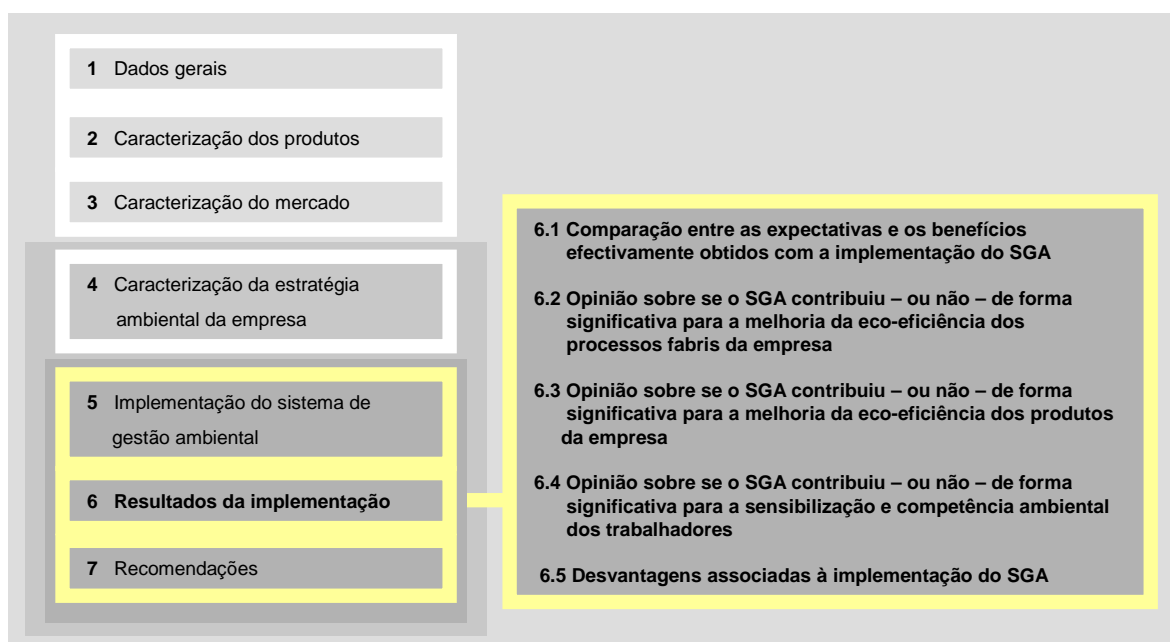 1 Dados gerais
2 Caracterização dos produtos
3 Caracterização do mercado
4 Caracterização da estratégia
ambiental da empresa
5 Implementação do sistema de
gestão ambiental
6 Resultados da implementação
7 Recomendações
6.1 Comparação entre as expectativas e os benefícios
efectivamente obtidos com a implementação do SGA
6.2 Opinião sobre se o SGA contribuiu – ou não – de forma
significativa para a melhoria da eco-eficiência dos
processos fabris da empresa
6.3 Opinião sobre se o SGA contribuiu – ou não – de forma
significativa para a melhoria da eco-eficiência dos produtos
da empresa
6.4 Opinião sobre se o SGA contribuiu – ou não – de forma
significativa para a sensibilização e competência ambiental
dos trabalhadores
6.5 Desvantagens associadas à implementação do SGA